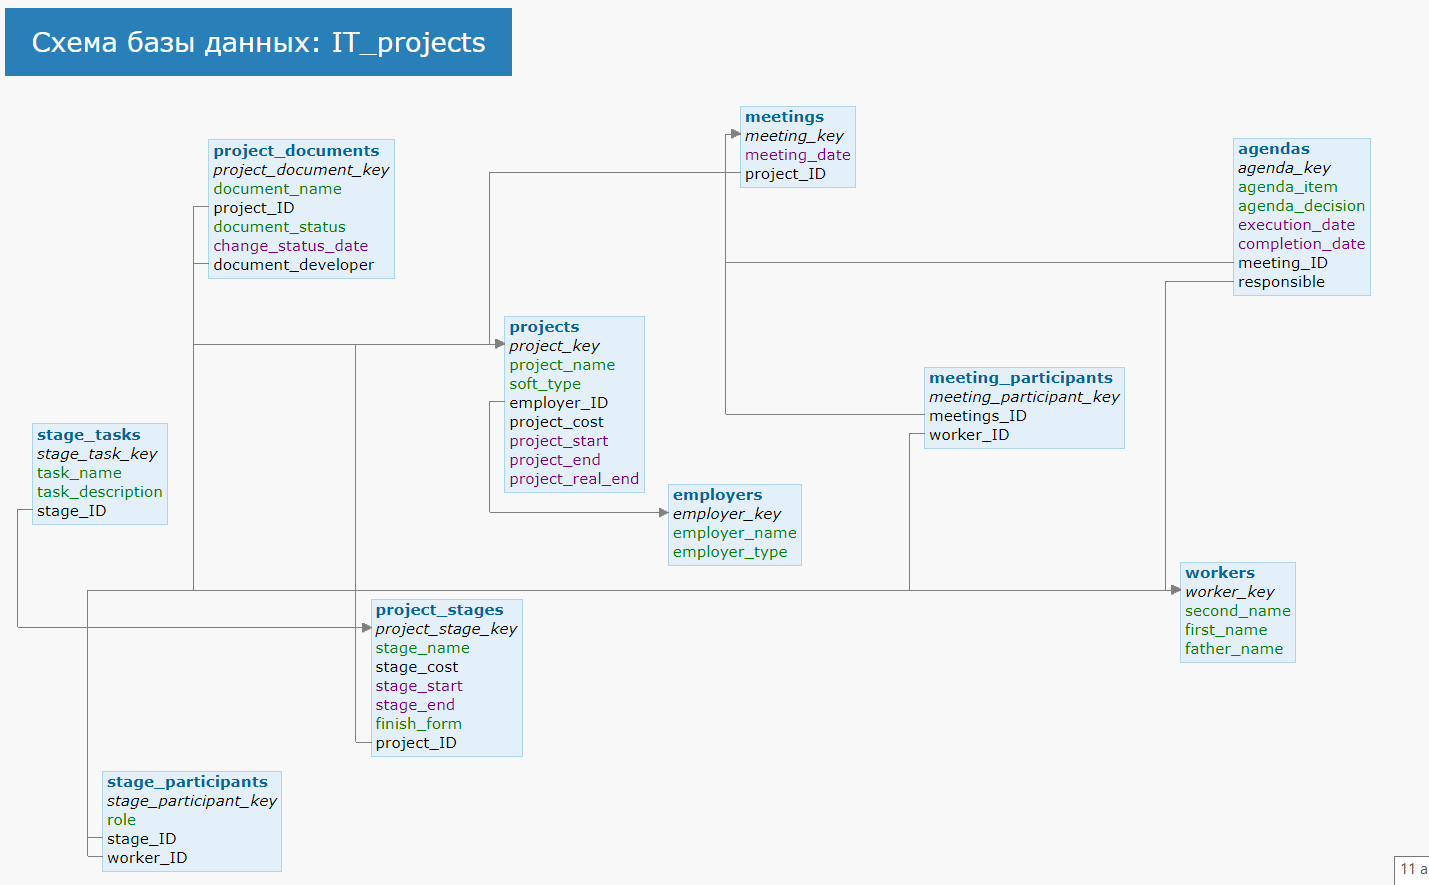 Схема базы данных: IT_projects
project_documents
project_document_key
document_name
project_ID
document_status
change_status_date
document_developer
meetings
meeting_key
meeting_date
project_ID
agendas
agenda_key
agenda_item
agenda_decision
execution_date
completion_date
meeting_ID
responsible
projects
project_key
project_name
soft_type
employer_ID
project_cost
project_start
project_end
project_real_end
meeting_participants
meeting_participant_key
meetings_ID
worker_ID
stage_tasks
stage_task_key
task_name
task_description
stage_ID
employers
employer_key
employer_name
employer_type
workers
worker_key
second_name
first_name
father_name
project_stages
project_stage_key
stage_name
stage_cost
stage_start
stage_end
finish_form
project_ID
stage_participants
stage_participant_key
role
stage_ID
worker_ID
11 а